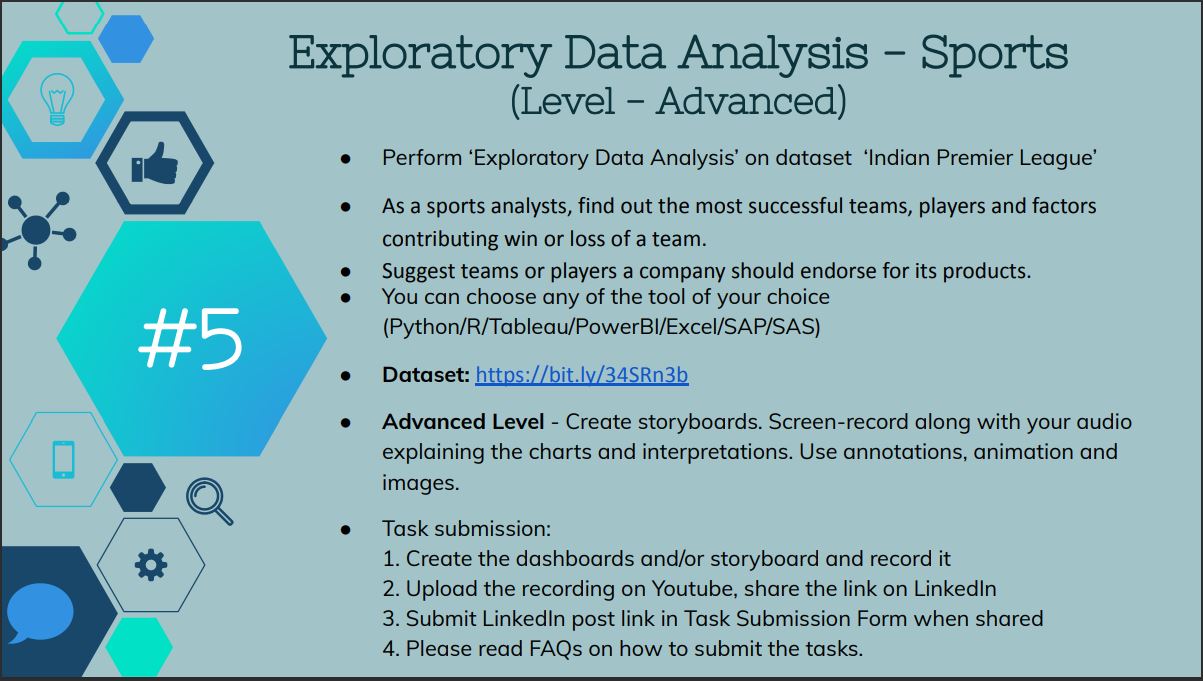 Exploratory Data Analysis – Sports
(Level – Advanced)
● Perform ‘Exploratory Data Analysis’ on dataset ‘Indian Premier League’
● As a sports analysts, find out the most successful teams, players and factors
contributing win or loss of a team.
● Suggest teams or players a company should endorse for its products.
● You can choose any of the tool of your choice
(Python/R/Tableau/PowerBI/Excel/SAP/SAS)
#5
● Dataset: https://bit.ly/34SRn3b
● Advanced Level - Create storyboards. Screen-record along with your audio
explaining the charts and interpretations. Use annotations, animation and
images.
● Task submission:
1. Create the dashboards and/or storyboard and record it
2. Upload the recording on Youtube, share the link on LinkedIn
3. Submit LinkedIn post link in Task Submission Form when shared
4. Please read FAQs on how to submit the tasks.